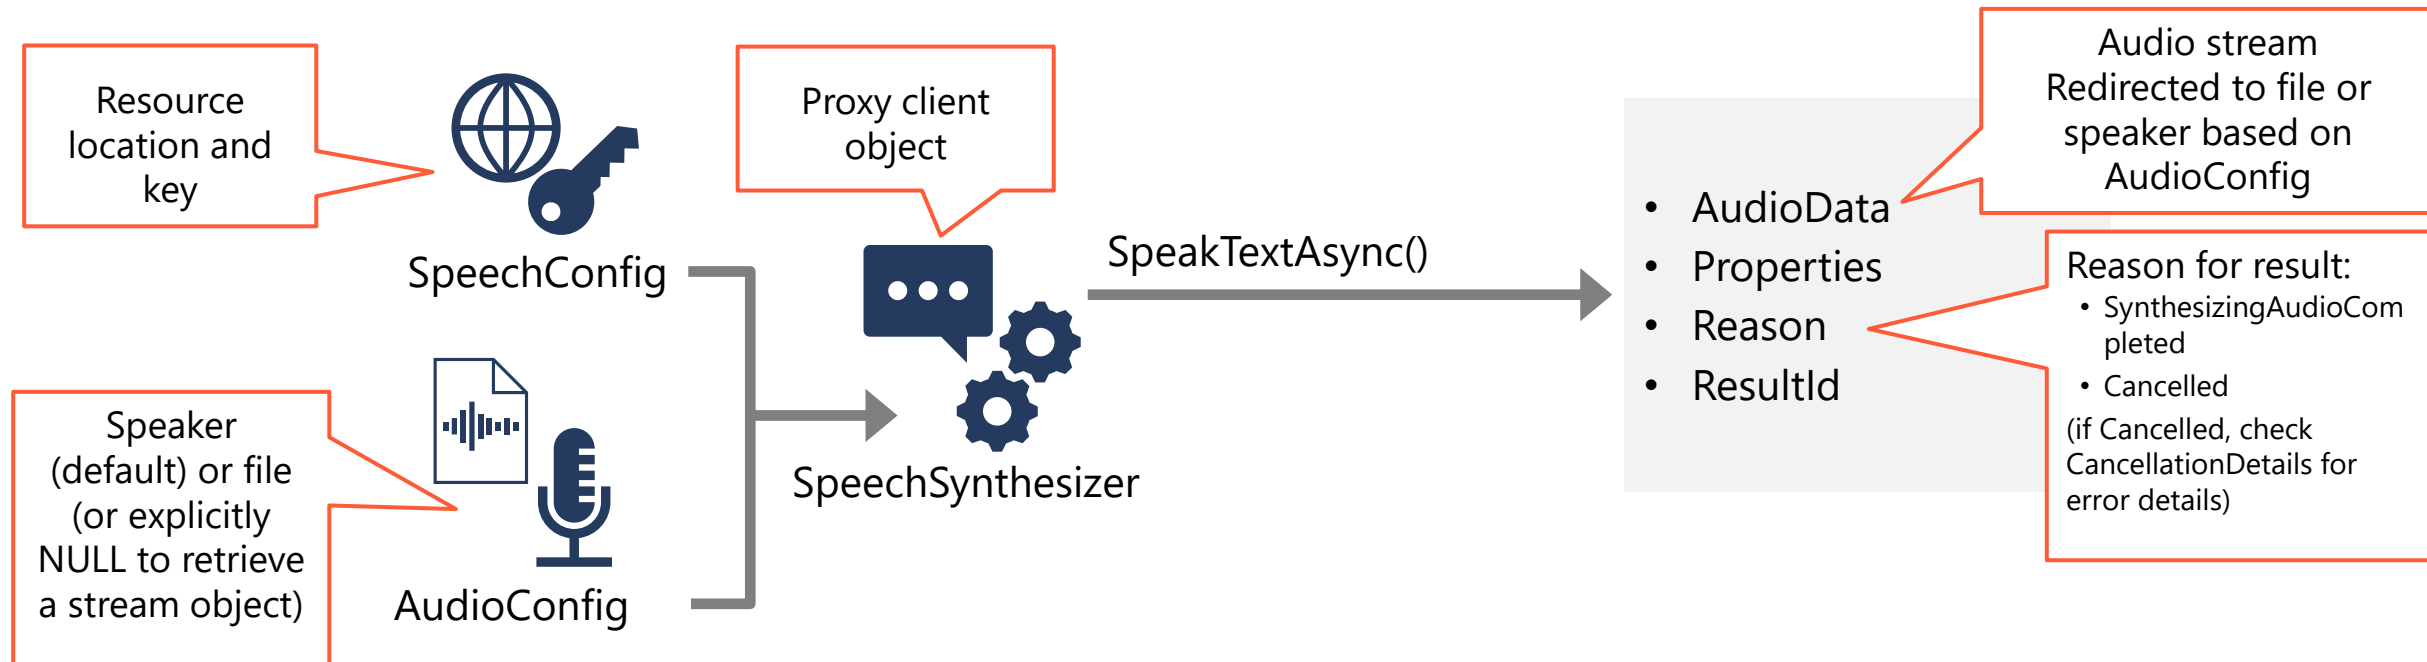 Resource
location and
key
SpeechConfig
Speaker
(default) or file
(or explicitly
NULL to retrieve
a stream object)
AudioConfig
Proxy client
object
SpeechSynthesizer
SpeakTextAsync()
• AudioData
• Properties
• Reason
• ResultId
Audio stream
Redirected to file or
speaker based on
AudioConfig
Reason for result:
• SynthesizingAudioCom
pleted
• Cancelled
(if Cancelled, check
CancellationDetails for
error details)